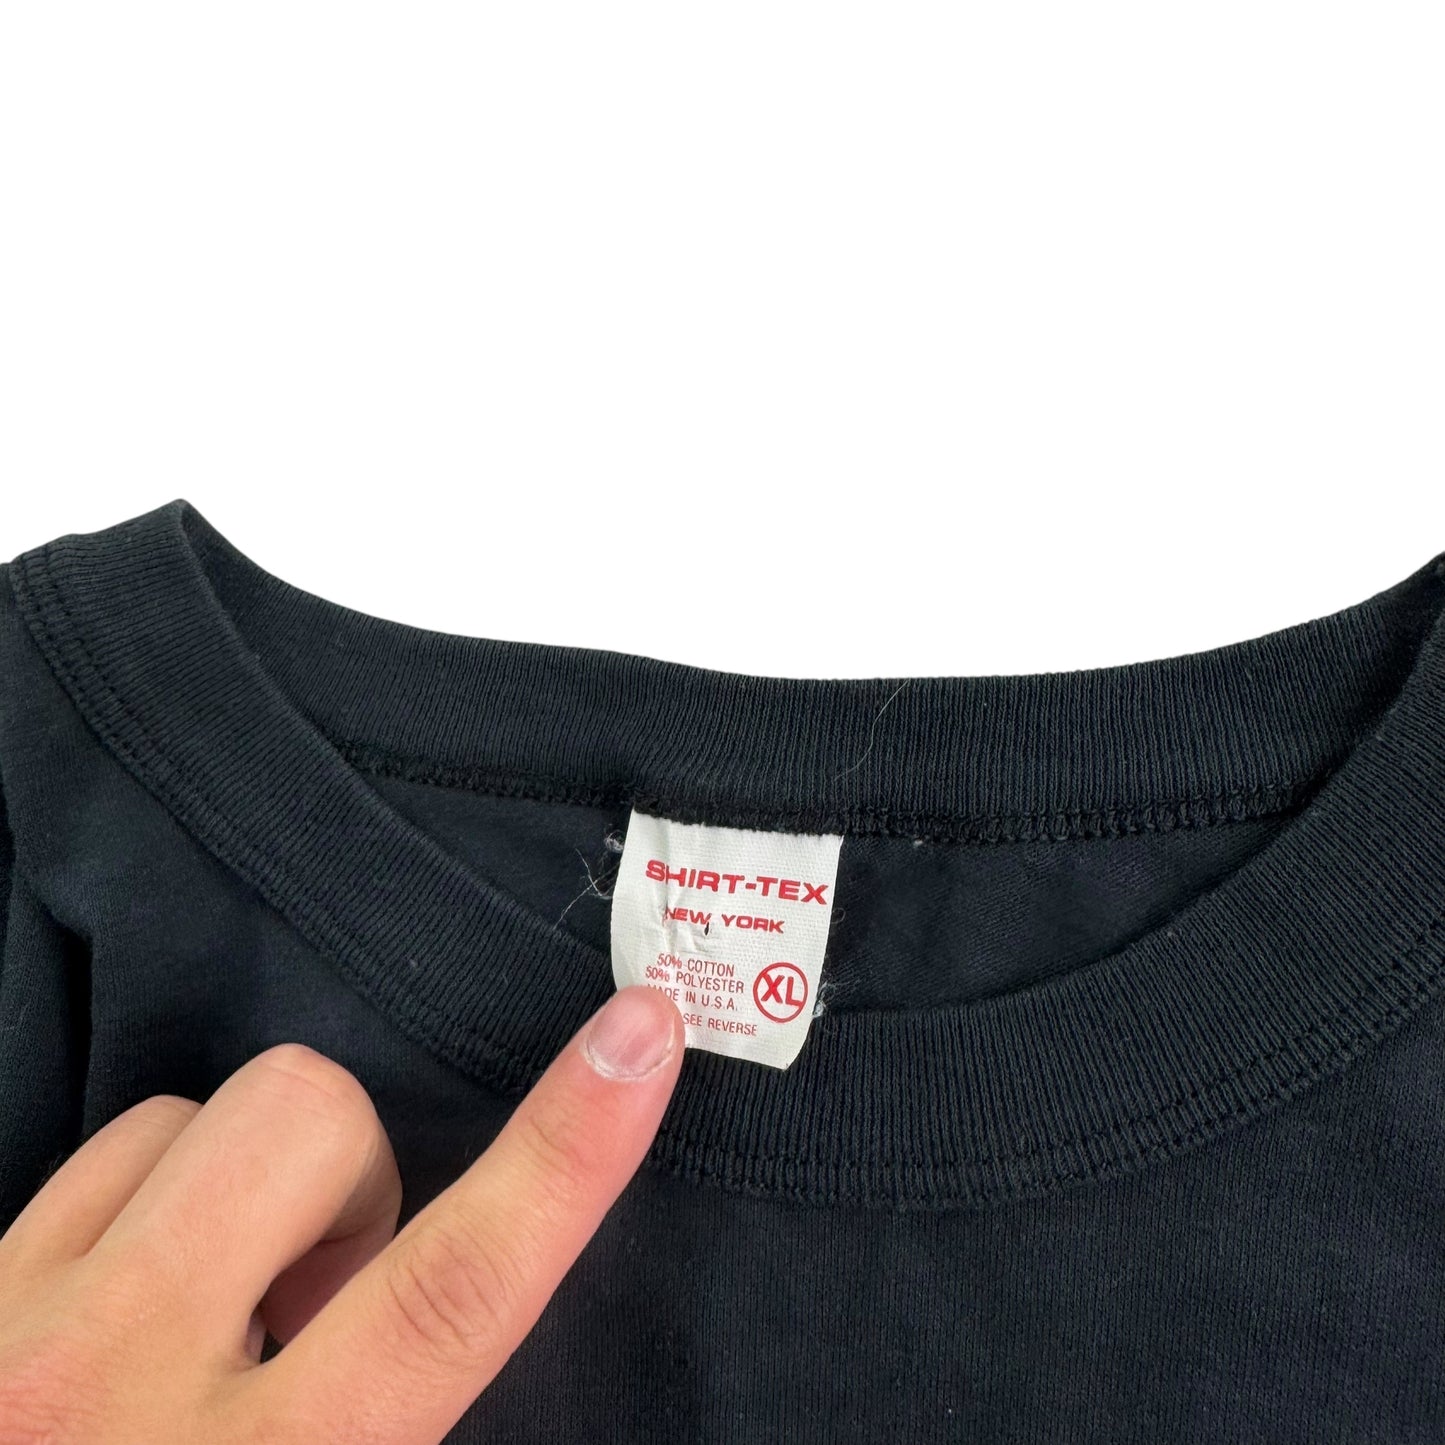 SHIRT-TEX
NEW YORK
50% COTTON
50% POLYESTER
MADE IN U.S.A.
SEE REVERSE
XL